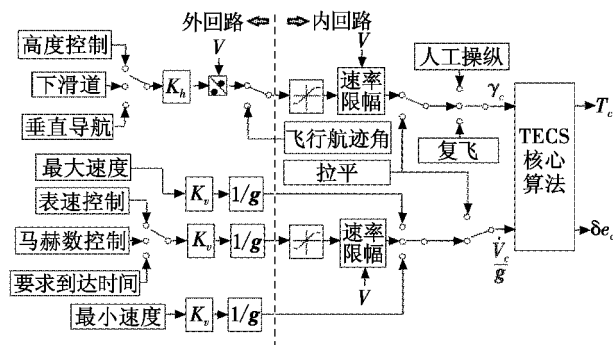 外回路
内回路
高度控制
下滑道
垂直导航
K_h
V
V
速率
限幅
飞行航迹角
拉平
人工操纵
复飞
γ_c
TECS
核心
算法
T_c
δe_c
最大速度
K_v
1/g
表速控制
马赫数控制
要求到达时间
K_v
1/g
速率
限幅
V
V̇_c
g
最小速度
K_v
1/g